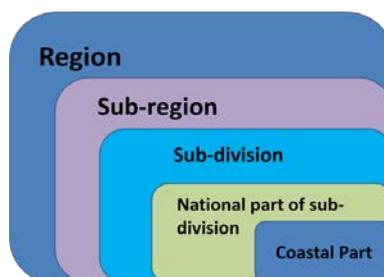 Region
Sub-region
Sub-division
National part of sub-
division
Coastal Part